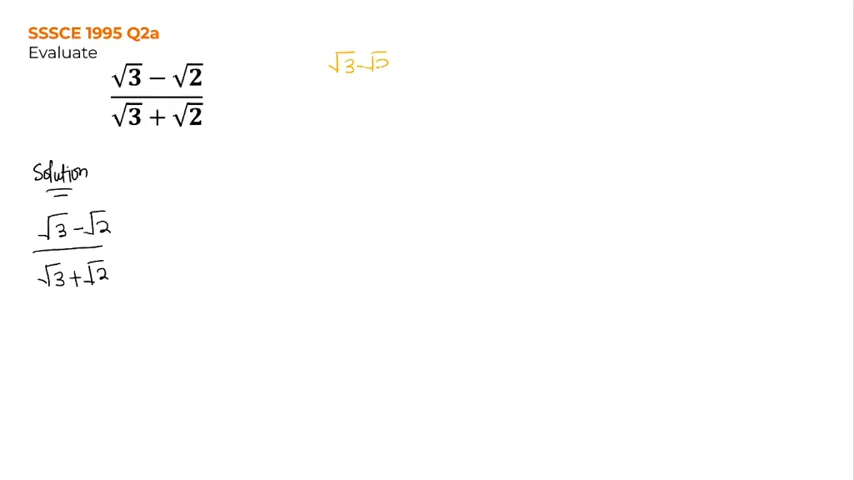 SSSCE 1995 Q2a
Evaluate
√3 − √2
√3 + √2
√3 - √2
Solution
√3 - √2
√3 + √2